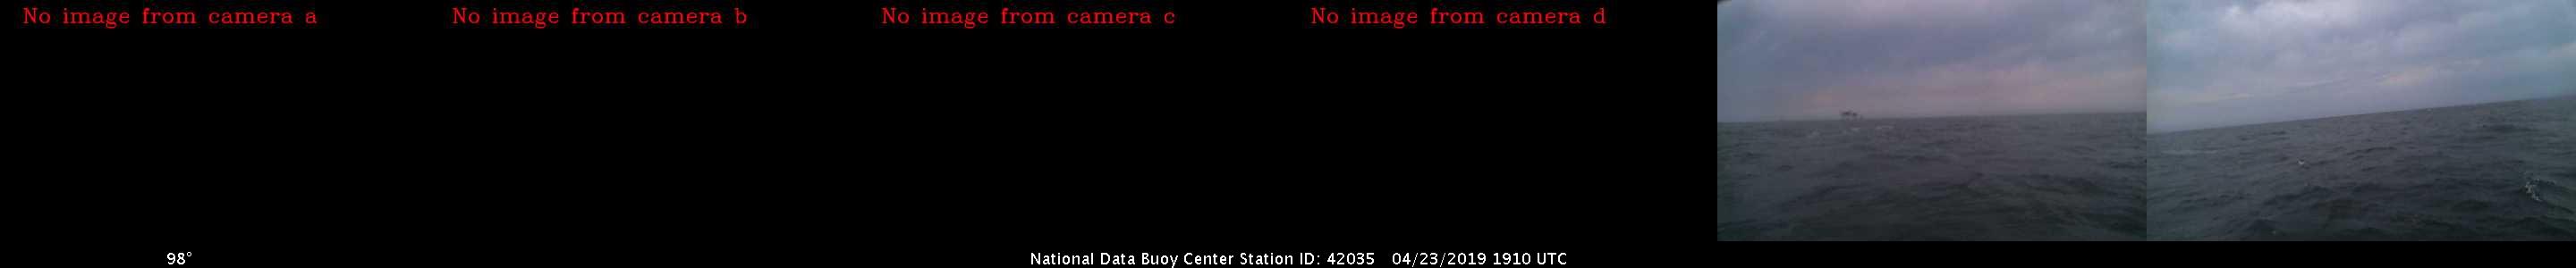 No image from camera a
No image from camera b
No image from camera c
No image from camera d
98°
National Data Buoy Center Station ID: 42035 04/23/2019 1910 UTC